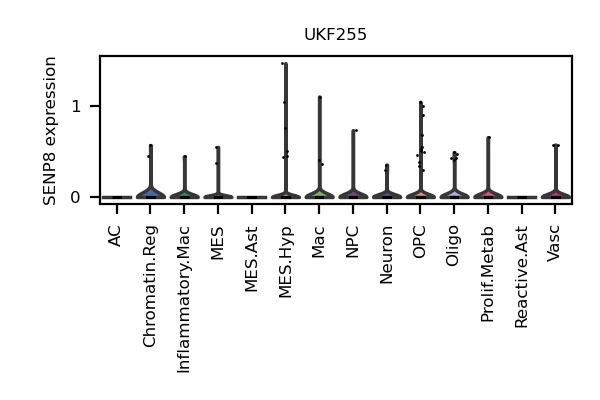 UKF255
SENP8 expression
1
0
AC
Chromatin.Reg
Inflammatory.Mac
MES
MES.Ast
MES.Hyp
Mac
NPC
Neuron
OPC
Oligo
Prolif.Metab
Reactive.Ast
Vasc